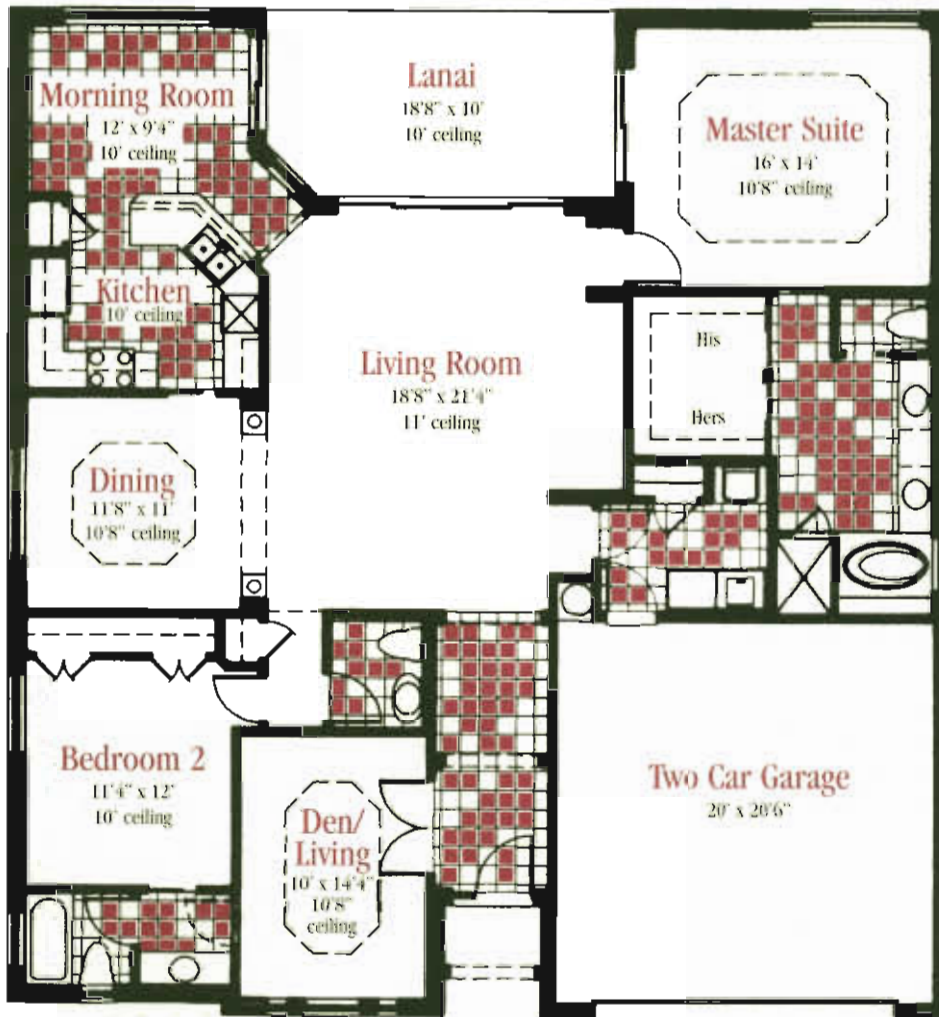 Morning Room
12' x 9'4"
10' ceiling
Lanai
18'8" x 10'
10' ceiling
Master Suite
16' x 14'
10'8" ceiling
Kitchen
10' ceiling
Living Room
18'8" x 21'4"
11' ceiling
His
Hers
Dining
11'8" x 11'
10'8" ceiling
Bedroom 2
11'4" x 12'
10' ceiling
Den/
Living
10' x 14'4"
10'8"
ceiling
Two Car Garage
20' x 20'6"